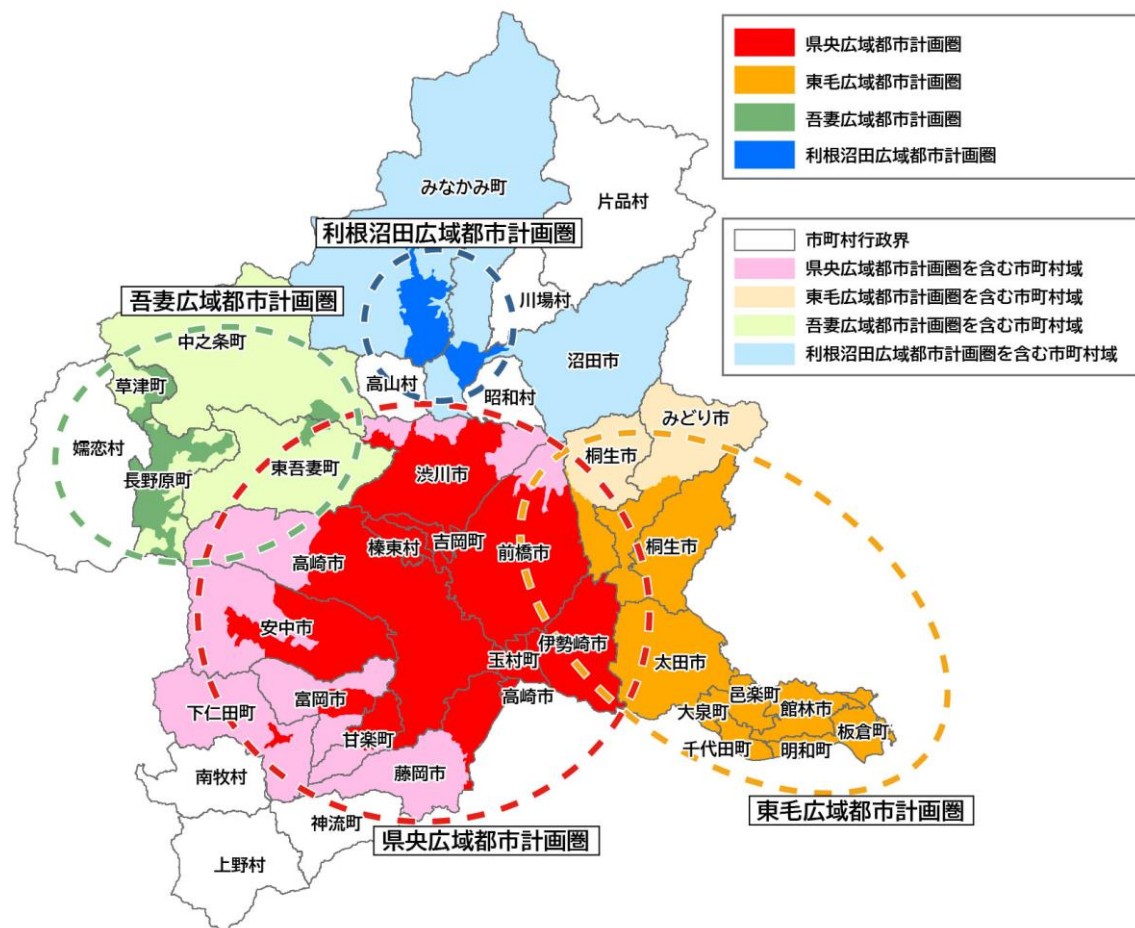 県央広域都市計画圏
東毛広域都市計画圏
吾妻広域都市計画圏
利根沼田広域都市計画圏
市町村行政界
県央広域都市計画圏を含む市町村域
東毛広域都市計画圏を含む市町村域
吾妻広域都市計画圏を含む市町村域
利根沼田広域都市計画圏を含む市町村域
みなかみ町
片品村
利根沼田広域都市計画圏
吾妻広域都市計画圏
川場村
中之条町
沼田市
草津町
高山村
昭和村
みどり市
嬬恋村
桐生市
東吾妻町
渋川市
長野原町
桐生市
吉岡町
榛東村
前橋市
高崎市
安中市
伊勢崎市
玉村町
太田市
高崎市
富岡市
邑楽町
下仁田町
大泉町
館林市
板倉町
甘楽町
千代田町
明和町
藤岡市
南牧村
東毛広域都市計画圏
神流町
県央広域都市計画圏
上野村